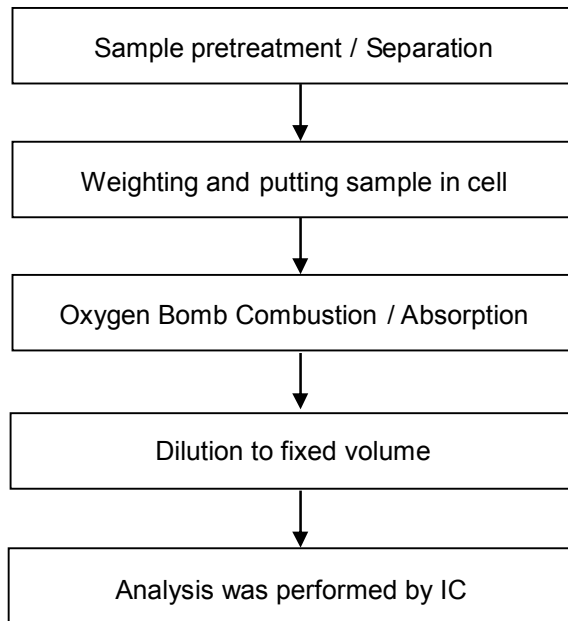 Sample pretreatment / Separation
Weighting and putting sample in cell
Oxygen Bomb Combustion / Absorption
Dilution to fixed volume
Analysis was performed by IC